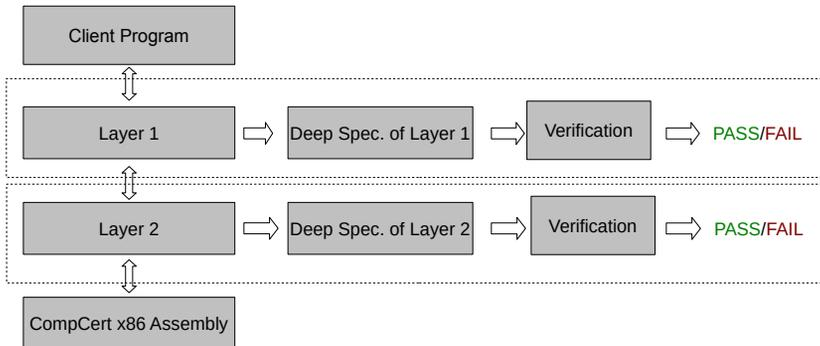 Client Program
Layer 1
Deep Spec. of Layer 1
Verification
PASS/FAIL
Layer 2
Deep Spec. of Layer 2
Verification
PASS/FAIL
CompCert x86 Assembly